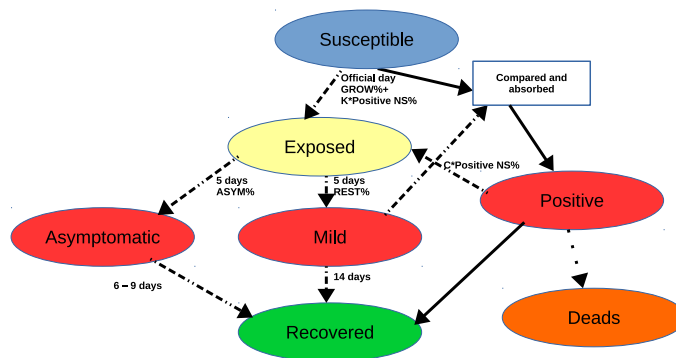 Susceptible
Official day
GROW%+
K*Positive NS%
Compared and
absorbed
Exposed
C*Positive NS%
5 days
ASYM%
5 days
REST%
Positive
Asymptomatic
Mild
6 – 9 days
14 days
Recovered
Deads